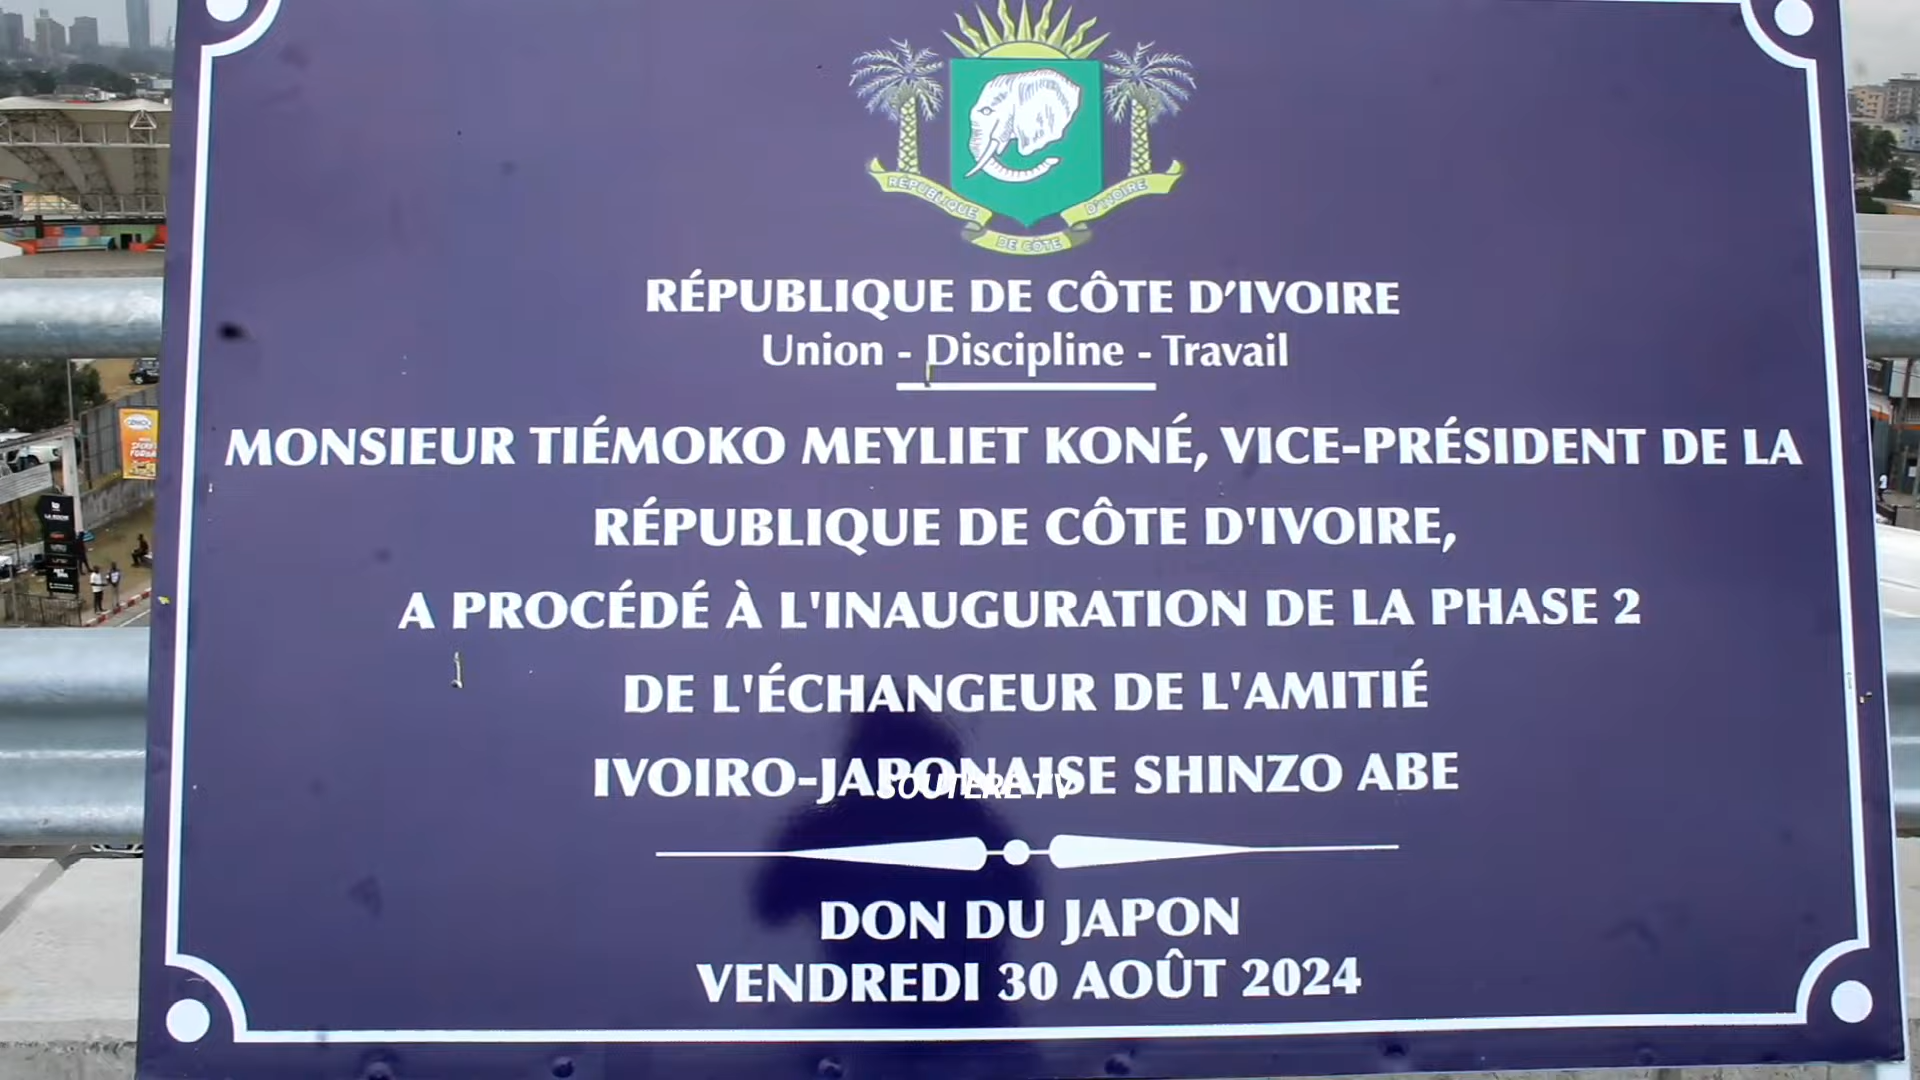 RÉPUBLIQUE
DE CÔTE
D'IVOIRE
RÉPUBLIQUE DE CÔTE D'IVOIRE
Union - Discipline - Travail
MONSIEUR TIÉMOKO MEYLIET KONÉ, VICE-PRÉSIDENT DE LA
RÉPUBLIQUE DE CÔTE D'IVOIRE,
A PROCÉDÉ À L'INAUGURATION DE LA PHASE 2
DE L'ÉCHANGEUR DE L'AMITIÉ
IVOIRO-JAPONAISE SHINZO ABE
SOUTERE TV
DON DU JAPON
VENDREDI 30 AOÛT 2024